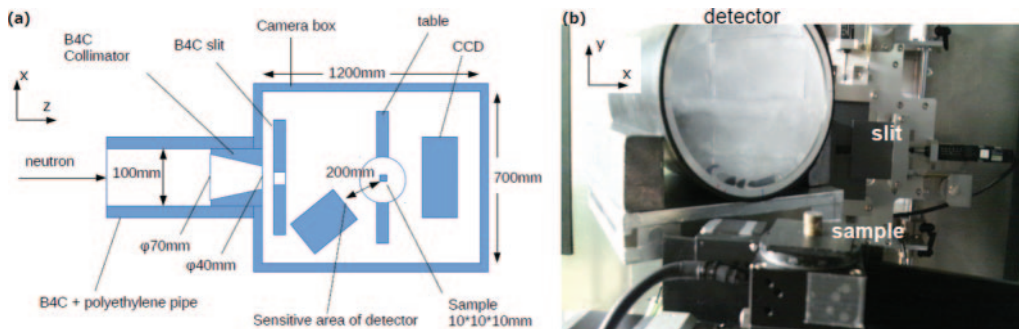 (a)
B4C
Collimator
B4C slit
Camera box
table
CCD
1200mm
x
z
neutron
100mm
200mm
700mm
φ70mm
φ40mm
B4C + polyethylene pipe
Sensitive area of detector
Sample
10*10*10mm
(b)
detector
y
x
slit
sample